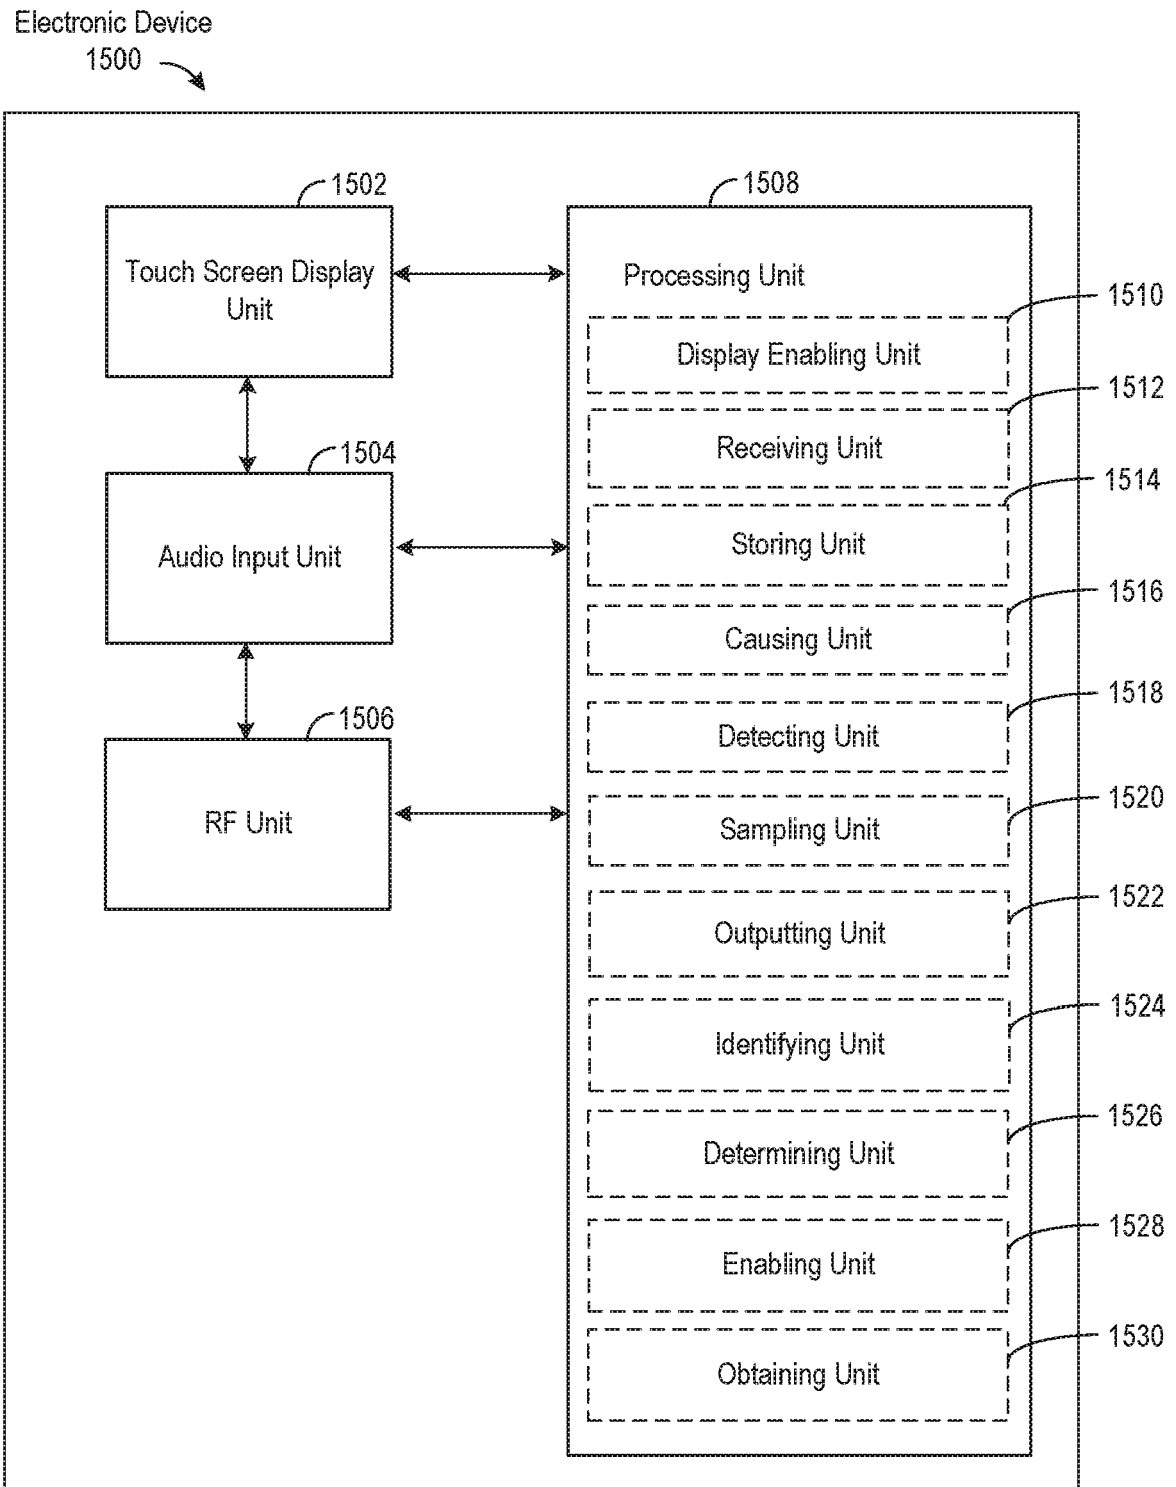 Electronic Device
1500
1502
Touch Screen Display
Unit
1504
Audio Input Unit
1506
RF Unit
1508
Processing Unit
1510
Display Enabling Unit
1512
Receiving Unit
1514
Storing Unit
1516
Causing Unit
1518
Detecting Unit
1520
Sampling Unit
1522
Outputting Unit
1524
Identifying Unit
1526
Determining Unit
1528
Enabling Unit
1530
Obtaining Unit